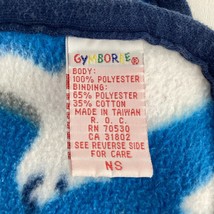 GYMBOREE®
BODY:
100% POLYESTER
BINDING:
65% POLYESTER
35% COTTON
MADE IN TAIWAN
R. O. C.
RN 70530
CA 31802
SEE REVERSE SIDE
FOR CARE
NS